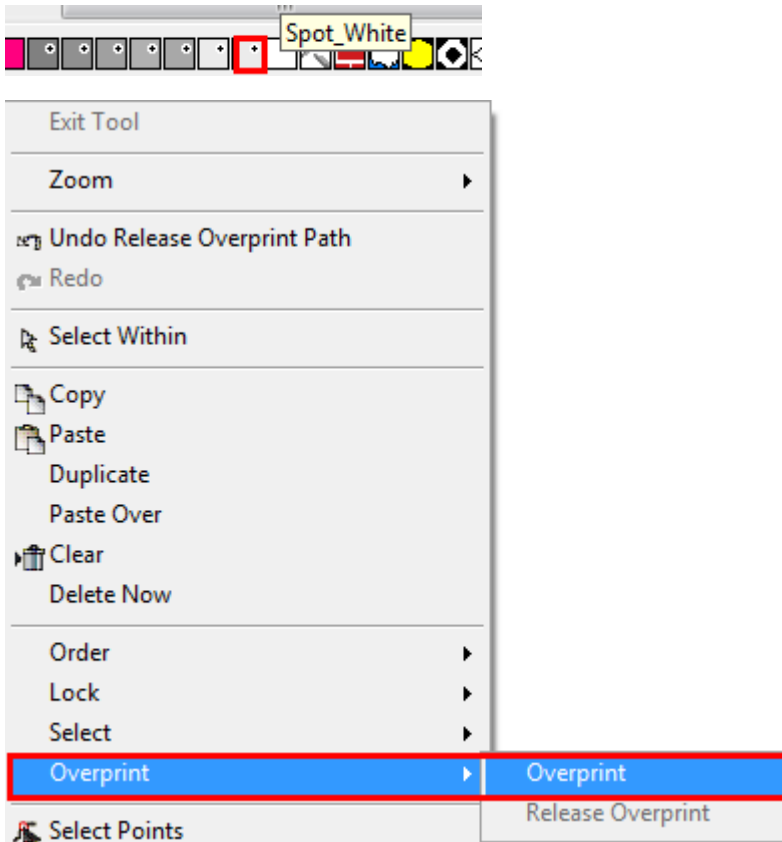 Spot_White
Exit Tool
Zoom
Undo Release Overprint Path
Redo
Select Within
Copy
Paste
Duplicate
Paste Over
Clear
Delete Now
Order
Lock
Select
Overprint
Overprint
Release Overprint
Select Points